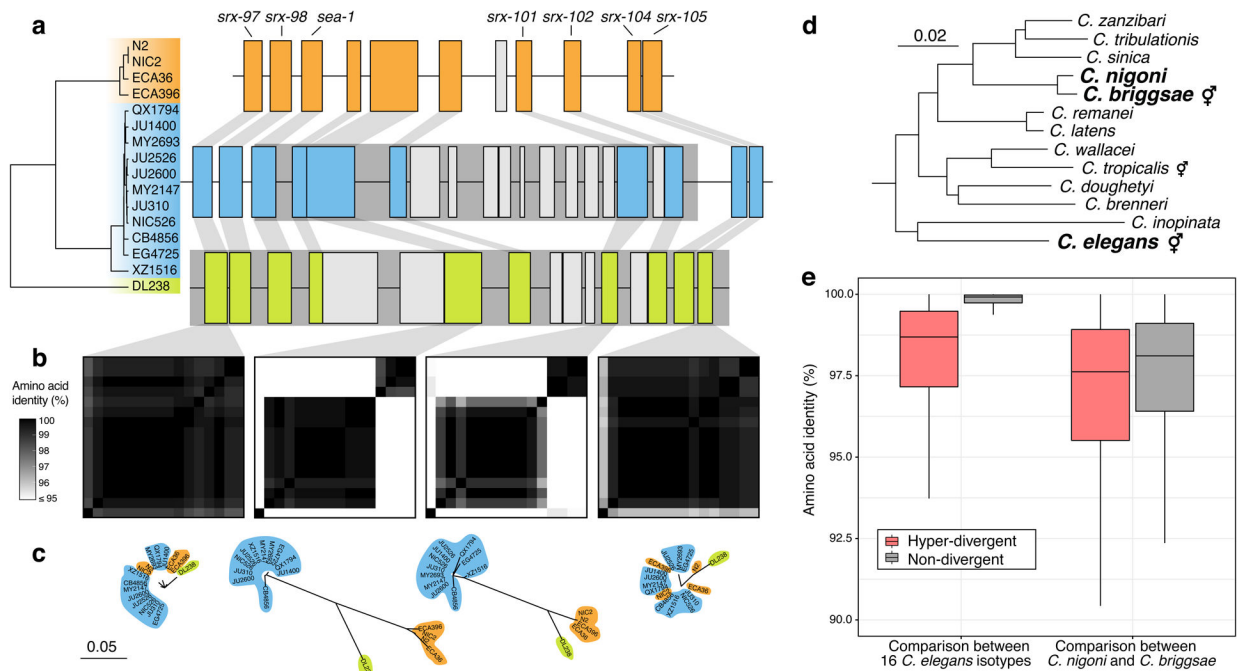 a
srx-97
srx-98
sea-1
srx-101
srx-102
srx-104
srx-105
N2
NIC2
ECA36
ECA396
QX1794
JU1400
MY2693
JU2526
JU2600
MY2147
JU310
NIC526
CB4856
EG4725
XZ1516
DL238
b
Amino acid
identity (%)
100
99
98
97
96
≤ 95
c
0.05
d
0.02
C. zanzibari
C. tribulationis
C. sinica
C. nigoni
C. briggsae ⚥
C. remanei
C. latens
C. wallacei
C. tropicalis ⚥
C. doughetyi
C. brenneri
C. inopinata
C. elegans ⚥
e
Amino acid identity (%)
100.0
97.5
95.0
92.5
90.0
Hyper-divergent
Non-divergent
Comparison between
16 C. elegans isotypes
Comparison between
C. nigoni and C. briggsae